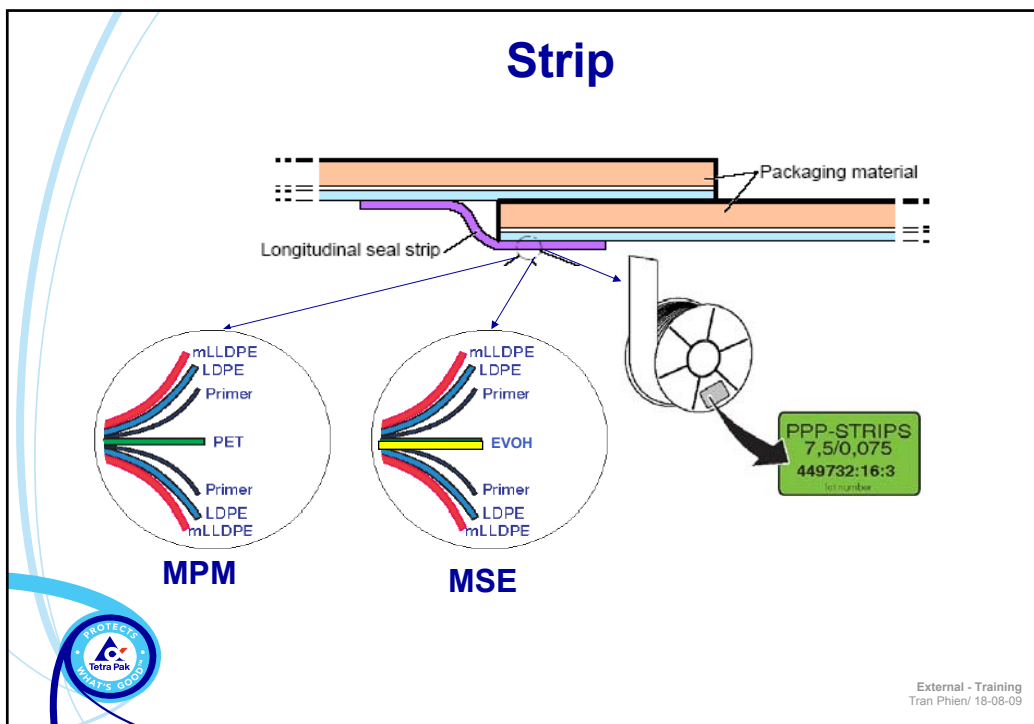 Strip
Packaging material
Longitudinal seal strip
mLLDPE
LDPE
Primer
PET
Primer
LDPE
mLLDPE
MPM
mLLDPE
LDPE
Primer
EVOH
Primer
LDPE
mLLDPE
MSE
PPP-STRIPS
7,5/0,075
449732:16:3
lot number
PROTECTS
Tetra Pak
WHAT'S GOOD™
External - Training
Tran Phien/ 18-08-09